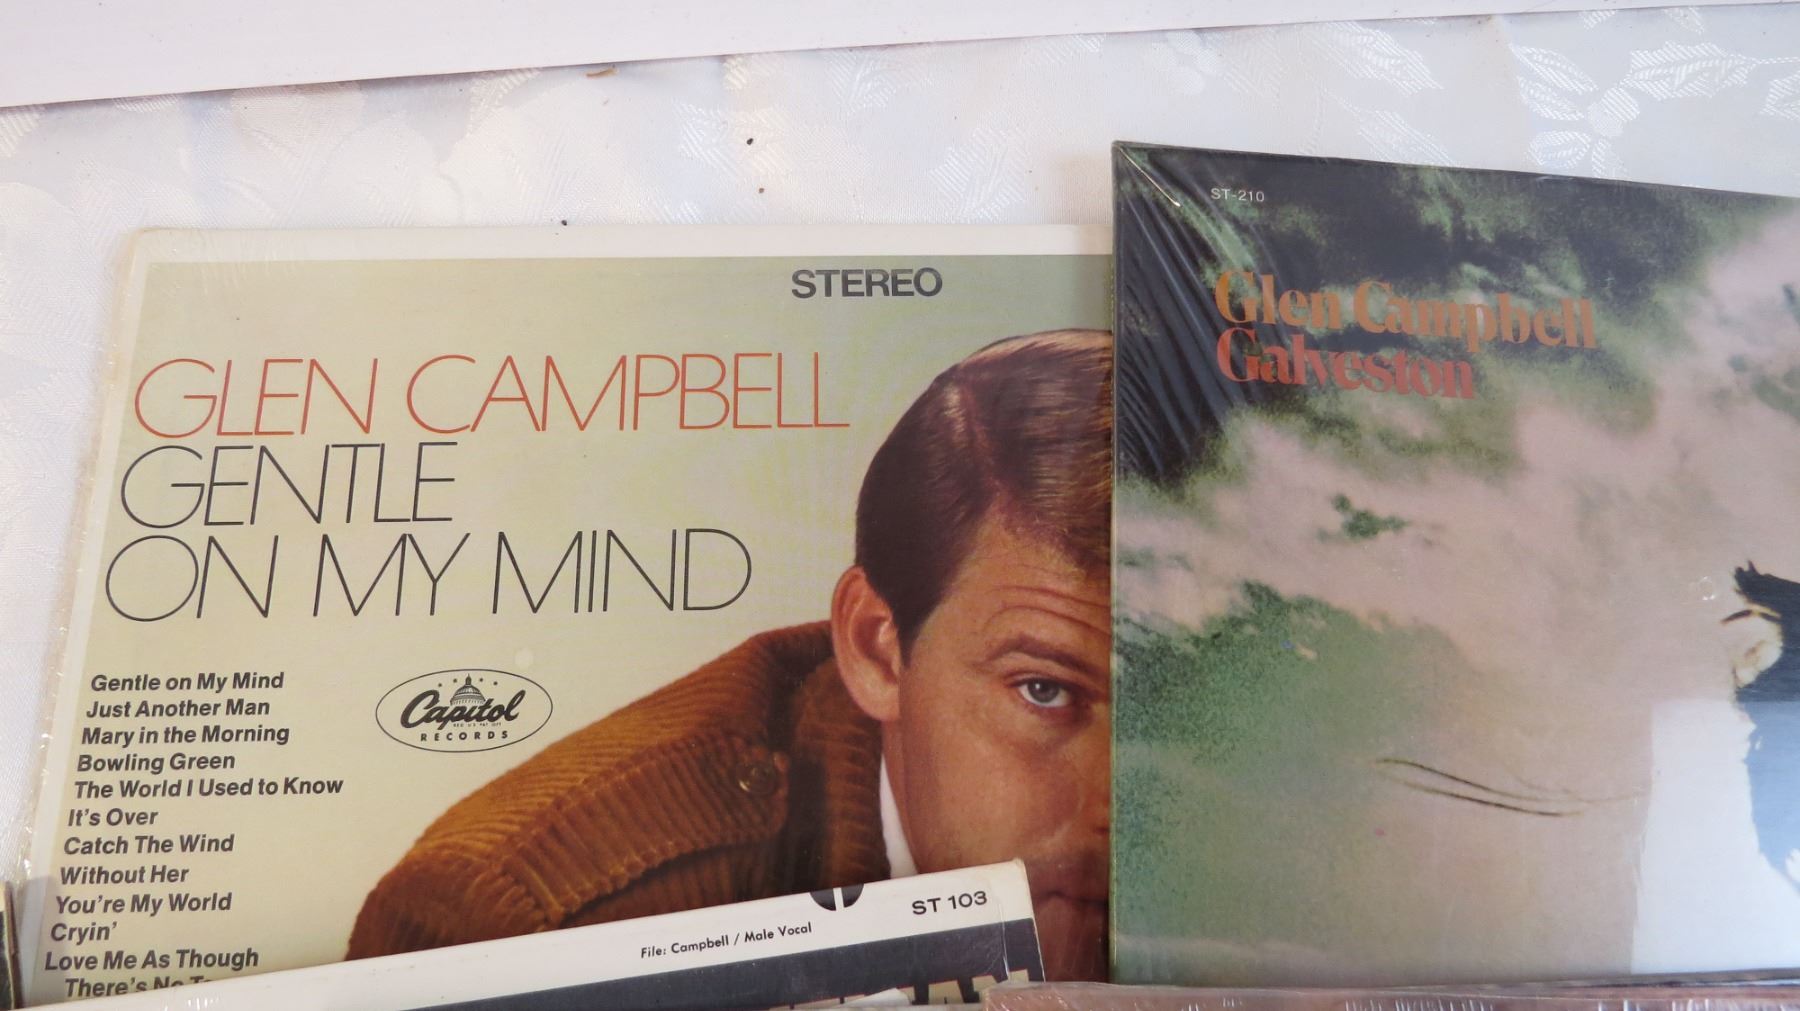 STEREO
GLEN CAMPBELL
GENTLE
ON MY MIND
Gentle on My Mind
Just Another Man
Mary in the Morning
Bowling Green
The World I Used to Know
It's Over
Catch The Wind
Without Her
You're My World
Cryin'
Love Me As Though
There's No
Capitol
RECORDS
ST-210
Glen Campbell
Galveston
ST 103
File: Campbell / Male Vocal